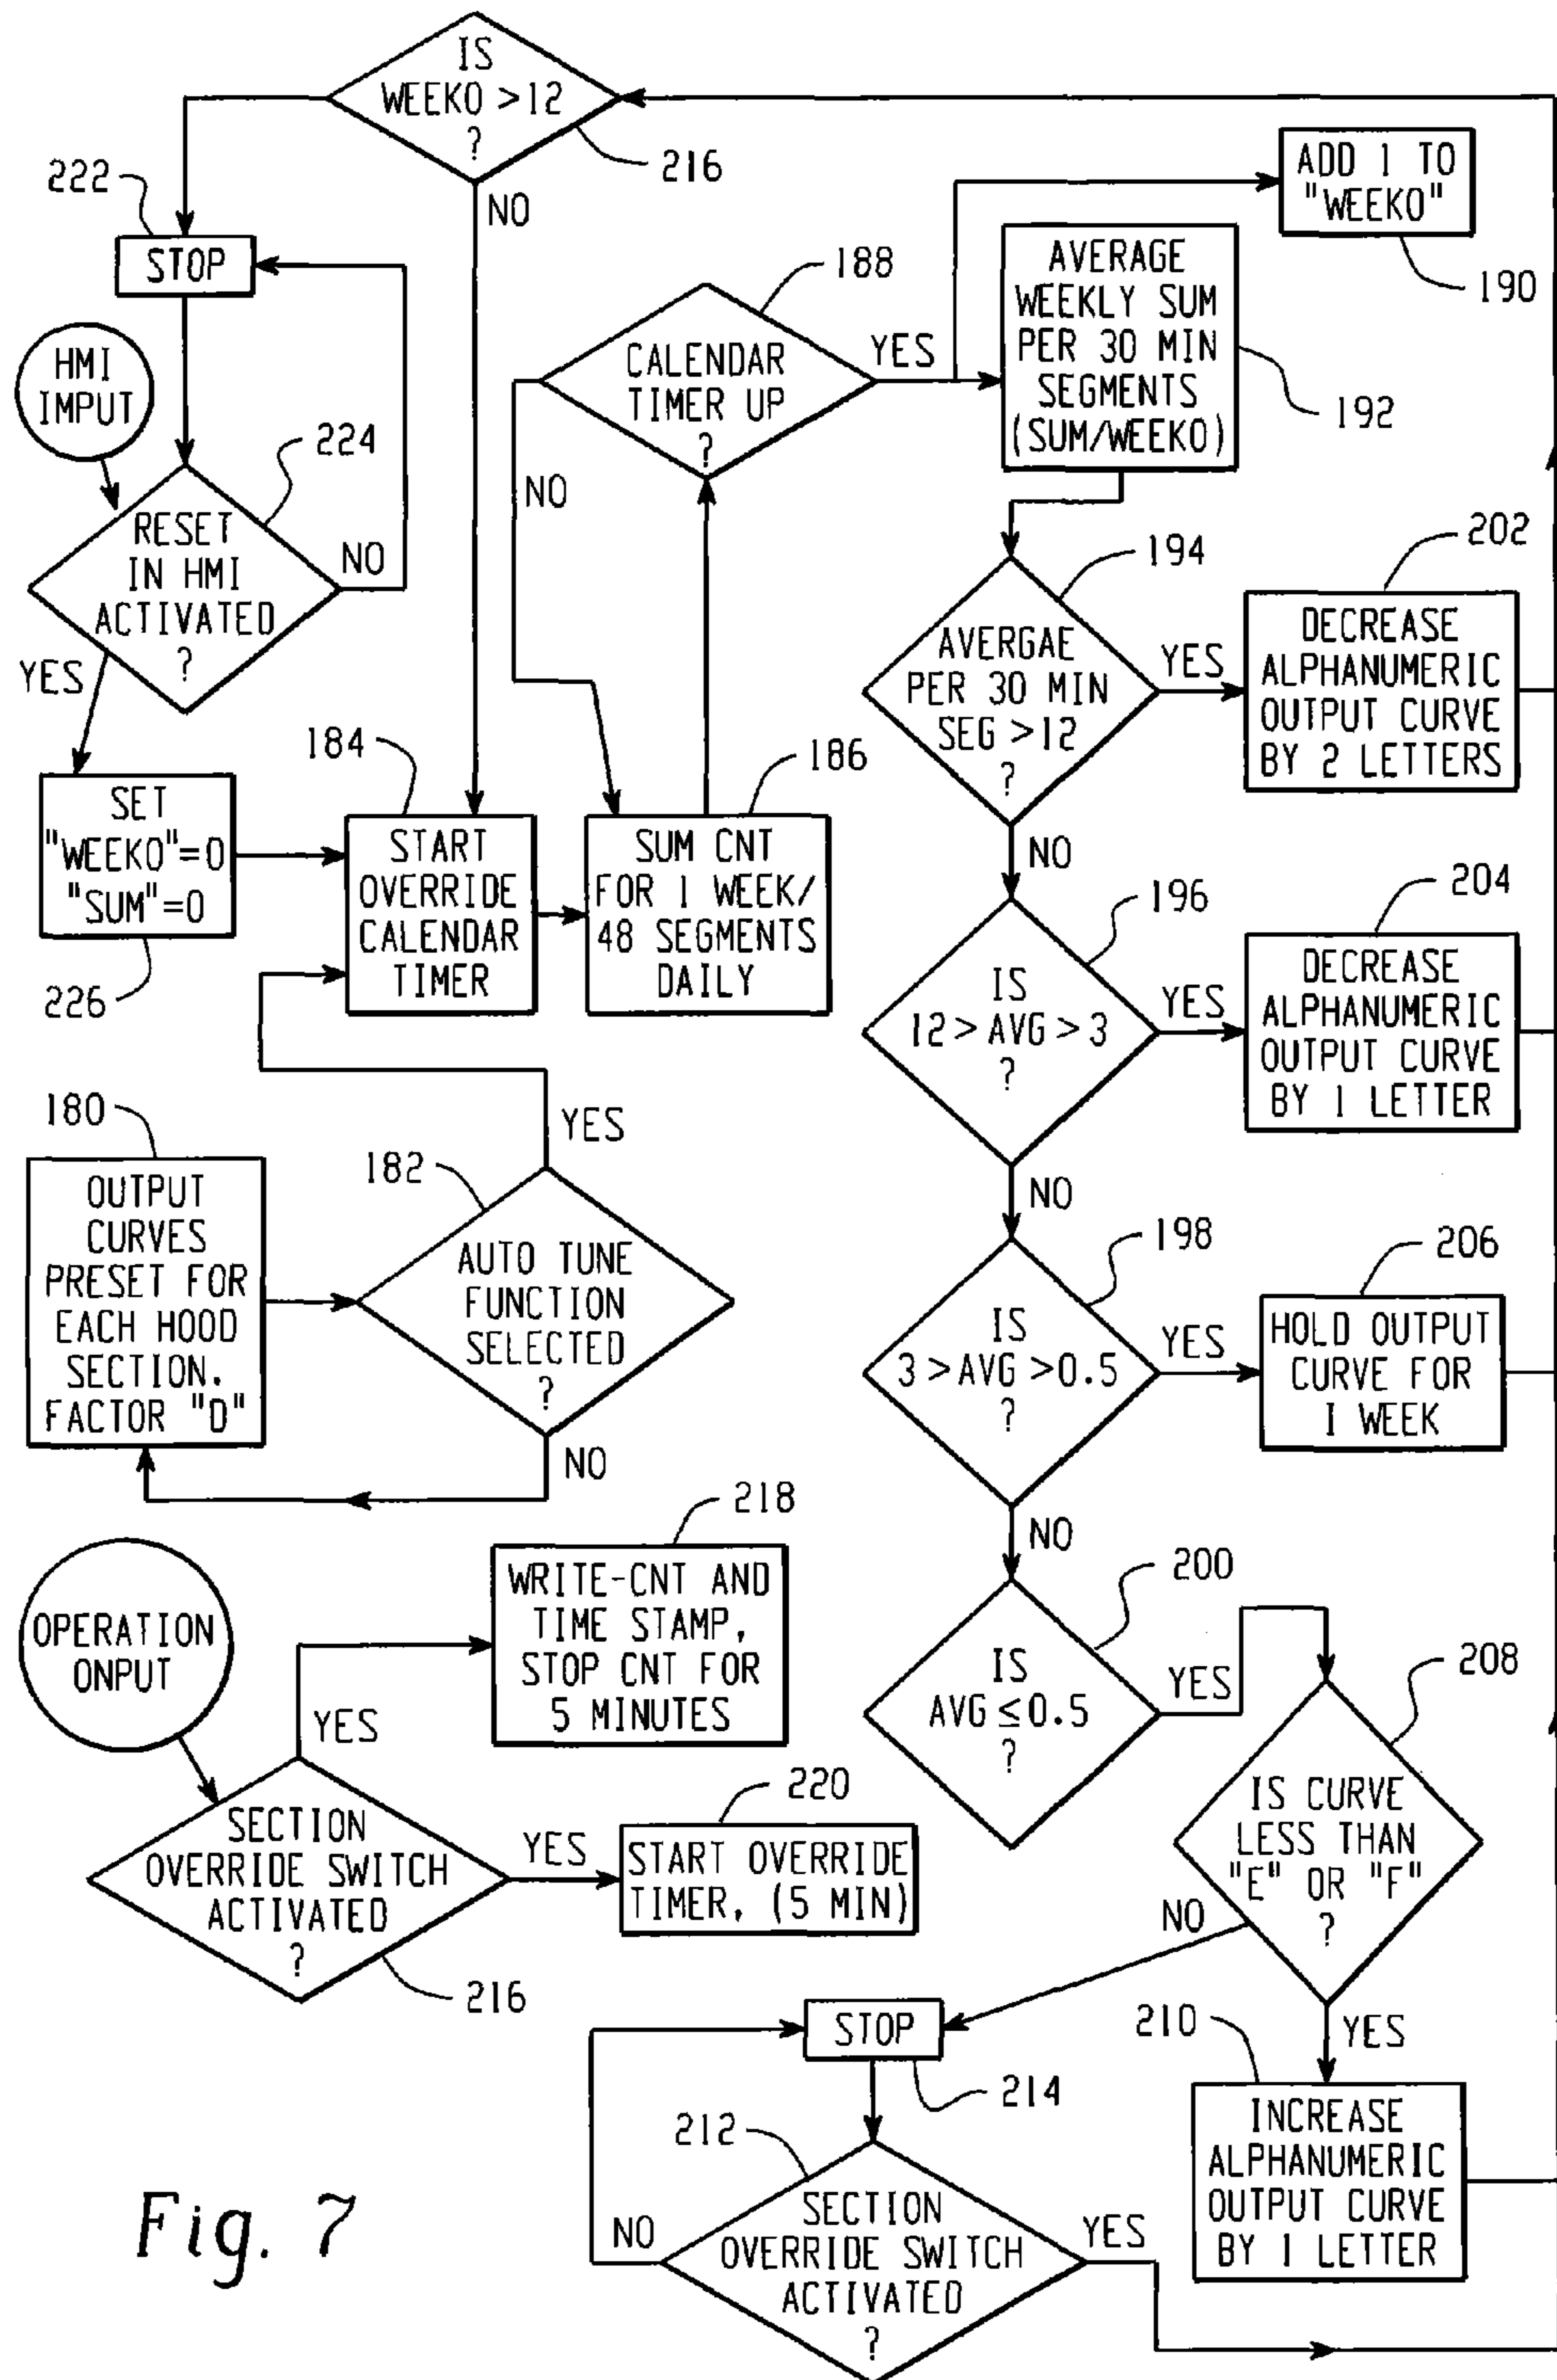 IS
WEEKO >12
?
216
NO
222
STOP
HMI
IMPUT
224
RESET
IN HMI
ACTIVATED
?
NO
YES
SET
"WEEKO"=0
"SUM"=0
226
184
START
OVERRIDE
CALENDAR
TIMER
186
SUM CNT
FOR 1 WEEK/
48 SEGMENTS
DAILY
188
CALENDAR
TIMER UP
?
NO
YES
ADD 1 TO
"WEEKO"
190
AVERAGE
WEEKLY SUM
PER 30 MIN
SEGMENTS
(SUM/WEEKO)
192
194
AVERGAE
PER 30 MIN
SEG >12
?
YES
NO
202
DECREASE
ALPHANUMERIC
OUTPUT CURVE
BY 2 LETTERS
196
IS
12 > AVG > 3
?
YES
NO
204
DECREASE
ALPHANUMERIC
OUTPUT CURVE
BY 1 LETTER
180
OUTPUT
CURVES
PRESET FOR
EACH HOOD
SECTION.
FACTOR "D"
182
AUTO TUNE
FUNCTION
SELECTED
?
YES
NO
198
IS
3 > AVG >0.5
?
YES
NO
206
HOLD OUTPUT
CURVE FOR
1 WEEK
200
IS
AVG ≤ 0.5
?
YES
208
IS CURVE
LESS THAN
"E" OR "F"
?
NO
YES
OPERATION
ONPUT
218
WRITE-CNT AND
TIME STAMP,
STOP CNT FOR
5 MINUTES
YES
SECTION
OVERRIDE SWITCH
ACTIVATED
?
216
YES
220
START OVERRIDE
TIMER, (5 MIN)
STOP
214
210
INCREASE
ALPHANUMERIC
OUTPUT CURVE
BY 1 LETTER
212
SECTION
OVERRIDE SWITCH
ACTIVATED
?
NO
YES
Fig. 7